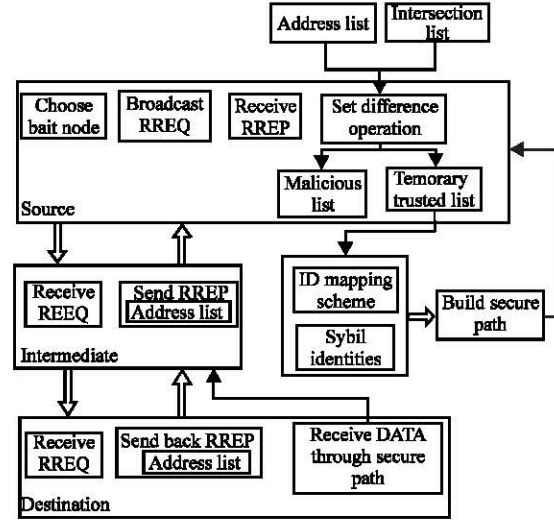 Address list
Intersection
list
Choose
bait node
Broadcast
RREQ
Receive
RREP
Set difference
operation
Malicious
list
Temorary
trusted list
Source
Receive
REEQ
Send RREP
Address list
Intermediate
ID mapping
scheme
Sybil
identities
Build secure
path
Receive
RREQ
Send back RREP
Address list
Receive DATA
through secure
path
Destination